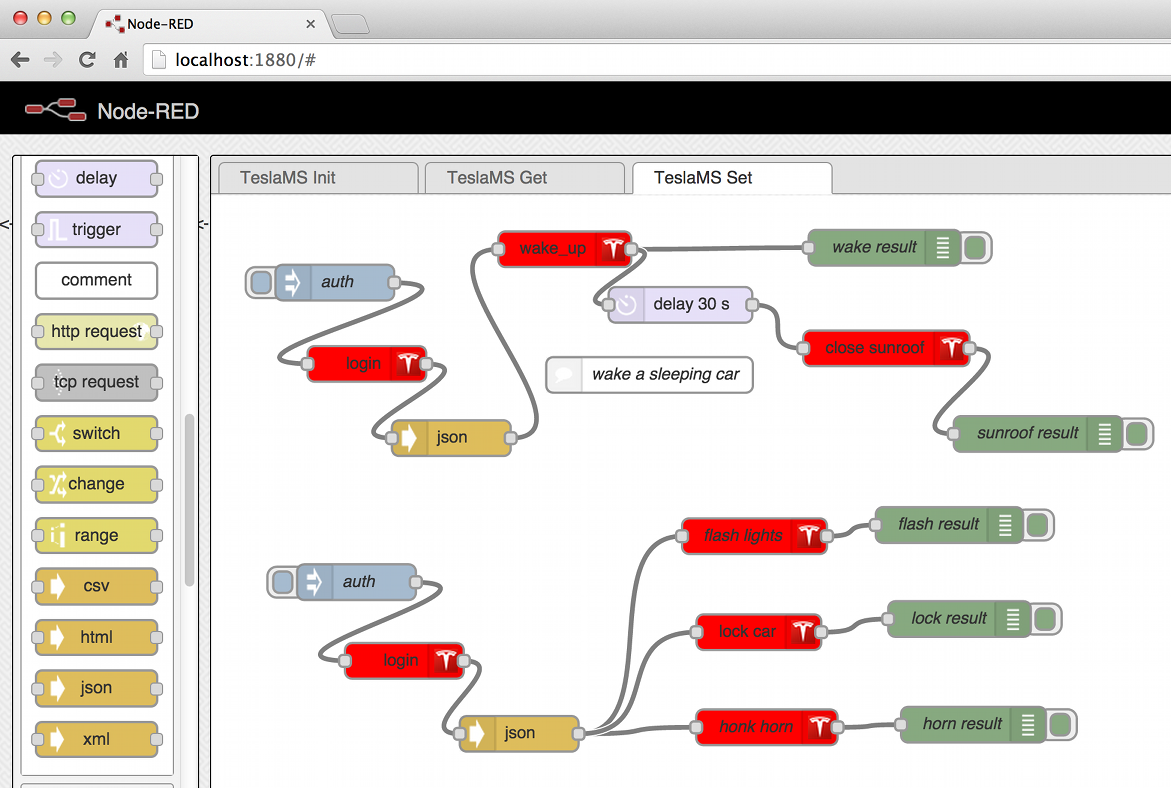 Node-RED
localhost:1880/#
Node-RED
delay
trigger
comment
http request
tcp request
switch
change
range
csv
html
json
xml
TeslaMS Init
TeslaMS Get
TeslaMS Set
wake_up
wake result
auth
delay 30 s
login
close sunroof
wake a sleeping car
json
sunroof result
flash lights
flash result
auth
lock car
lock result
login
json
honk horn
horn result